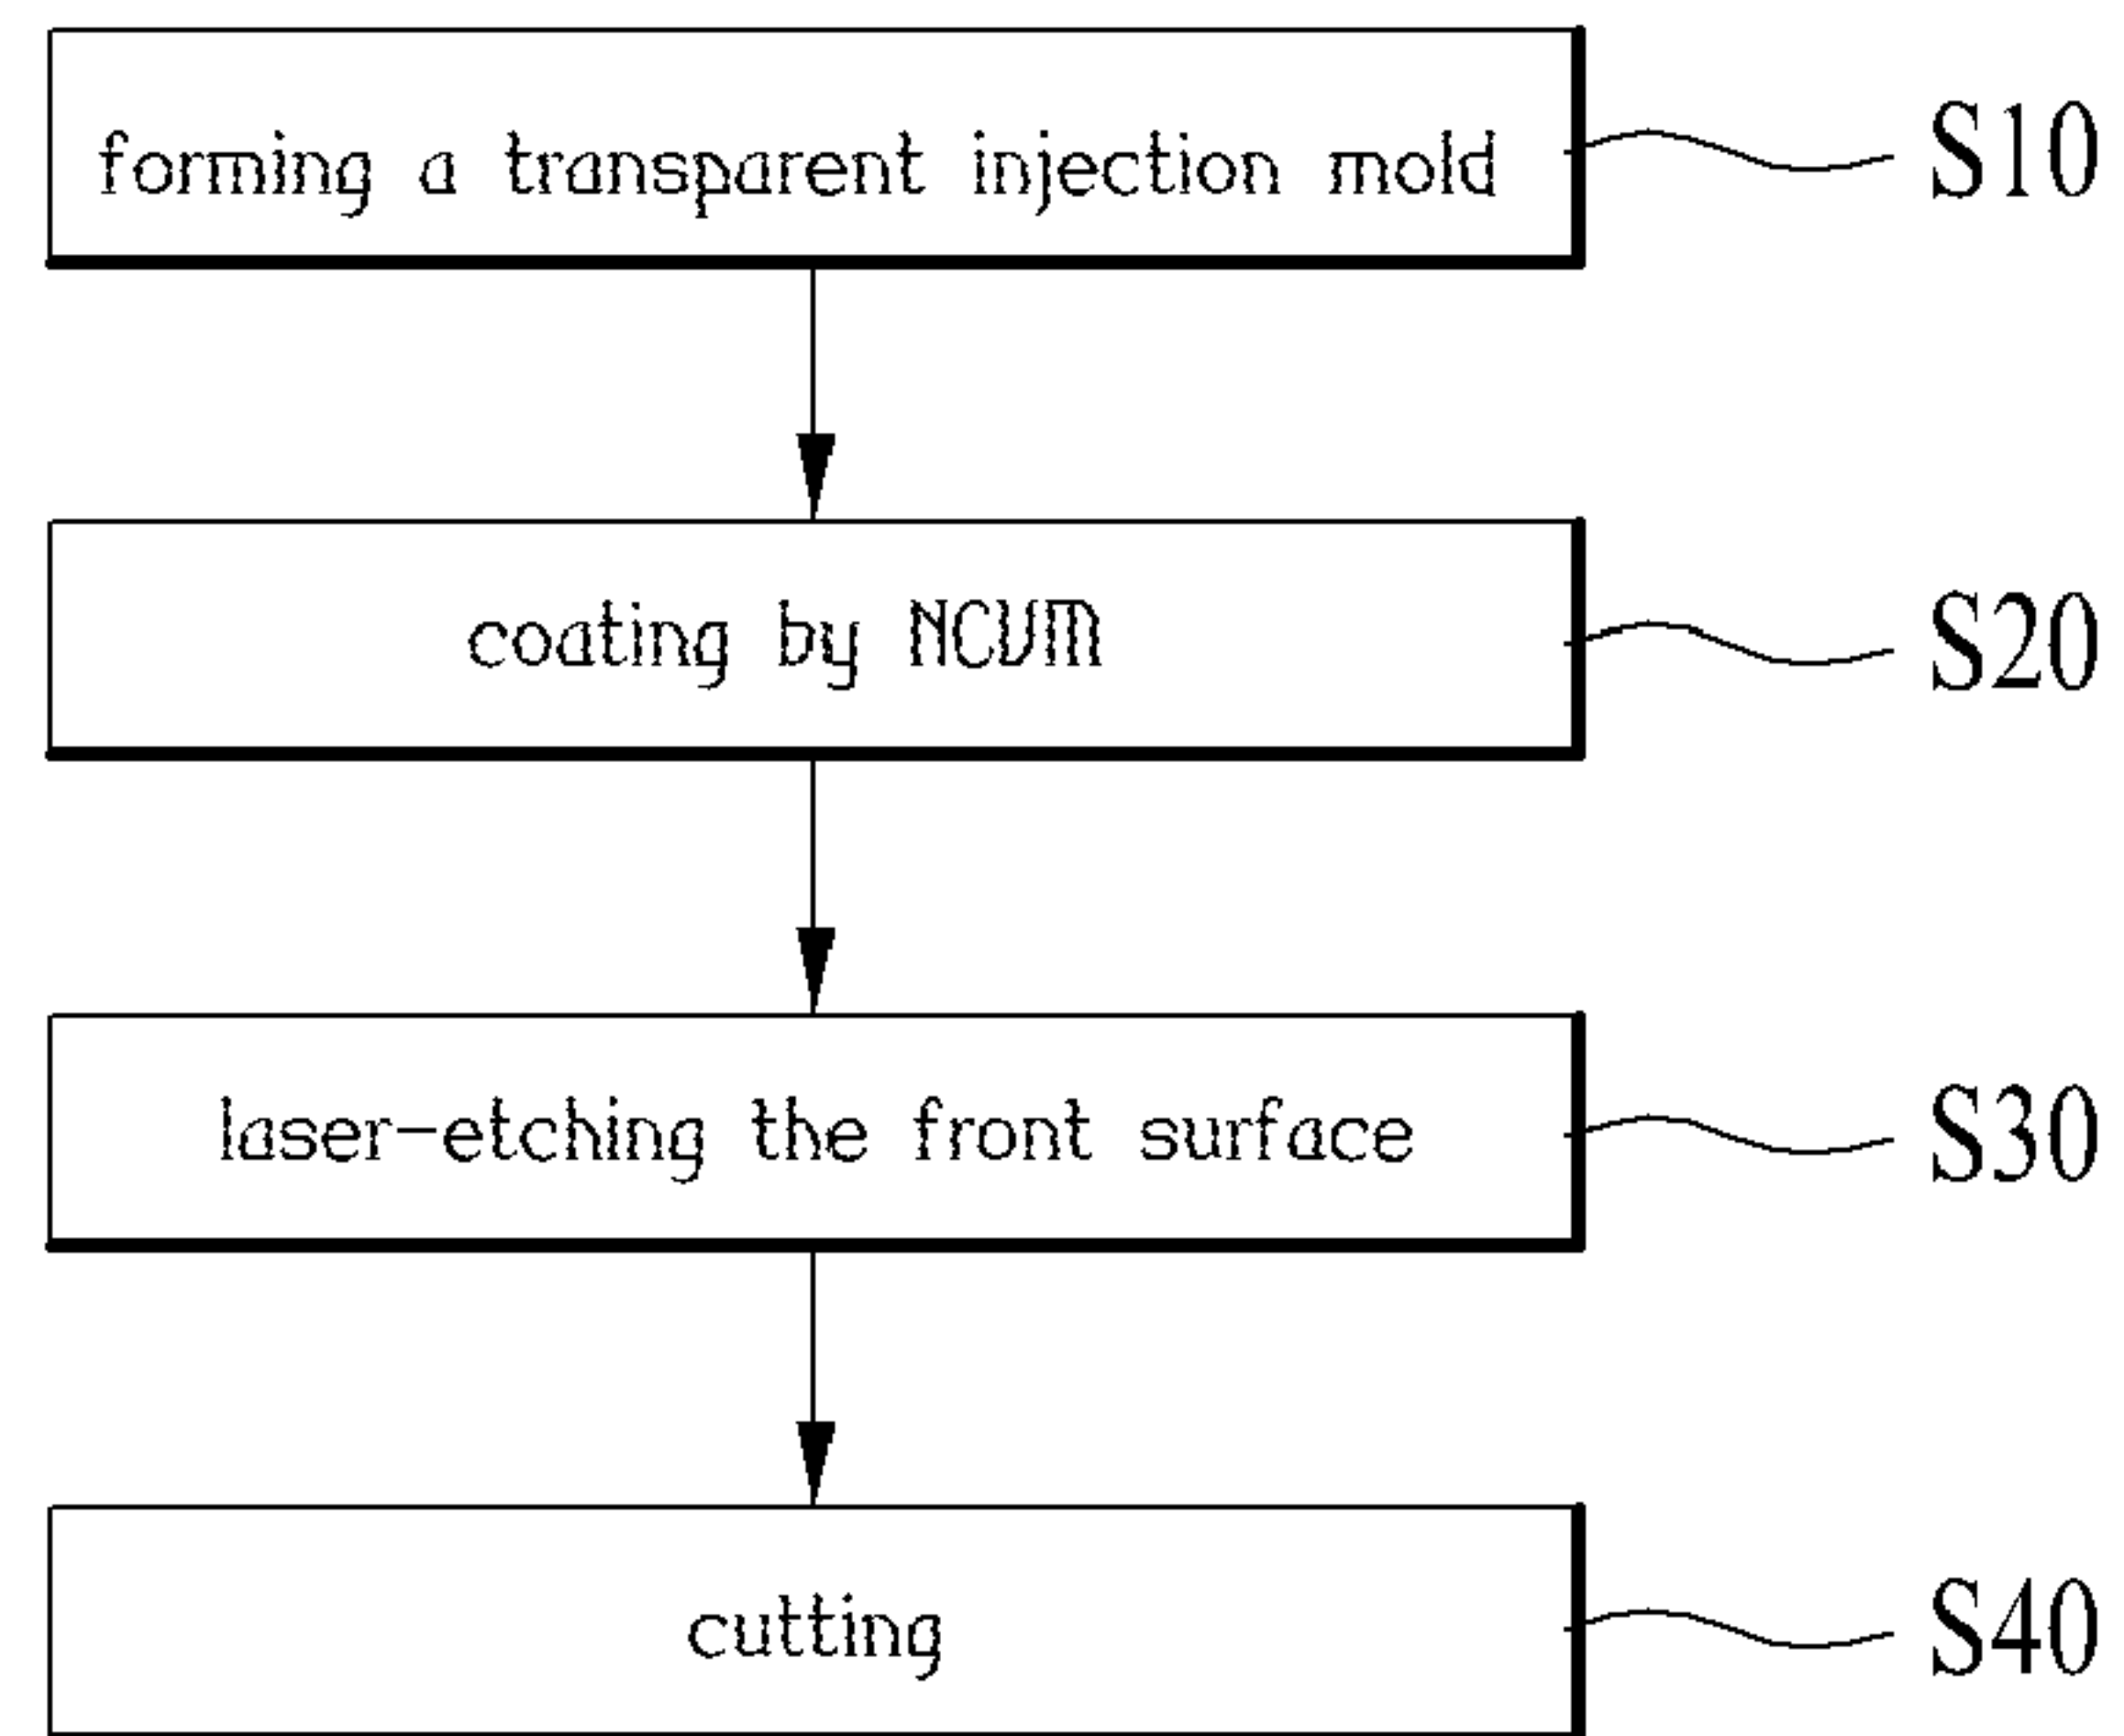 forming a transparent injection mold
S10
coating by NCVM
S20
laser-etching the front surface
S30
cutting
S40